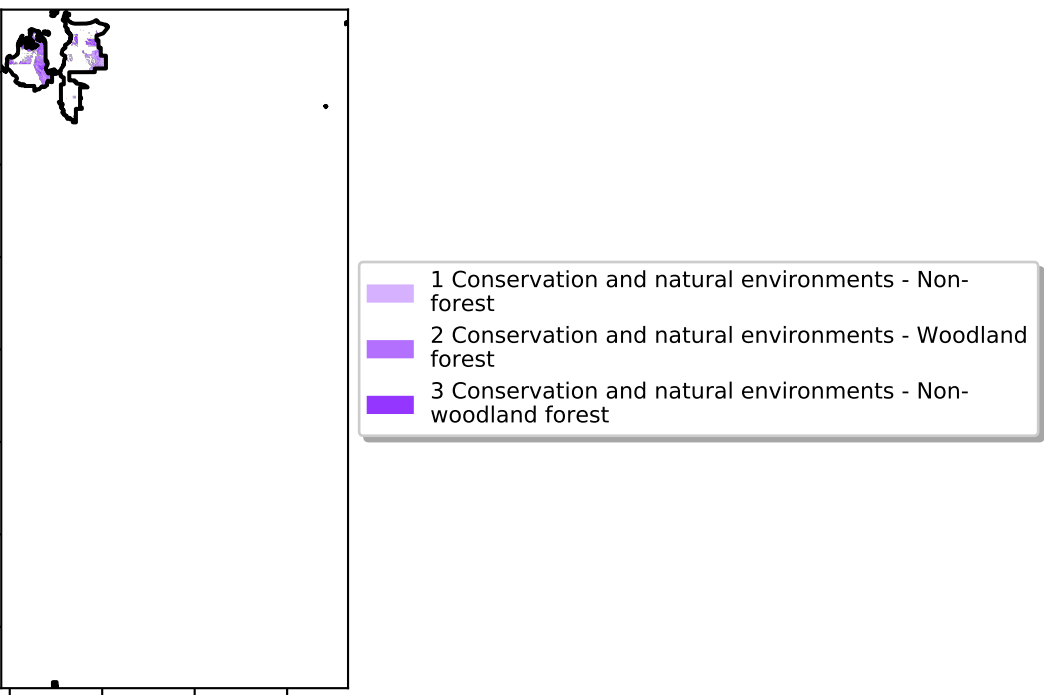 1 Conservation and natural environments - Non-
forest
2 Conservation and natural environments - Woodland
forest
3 Conservation and natural environments - Non-
woodland forest